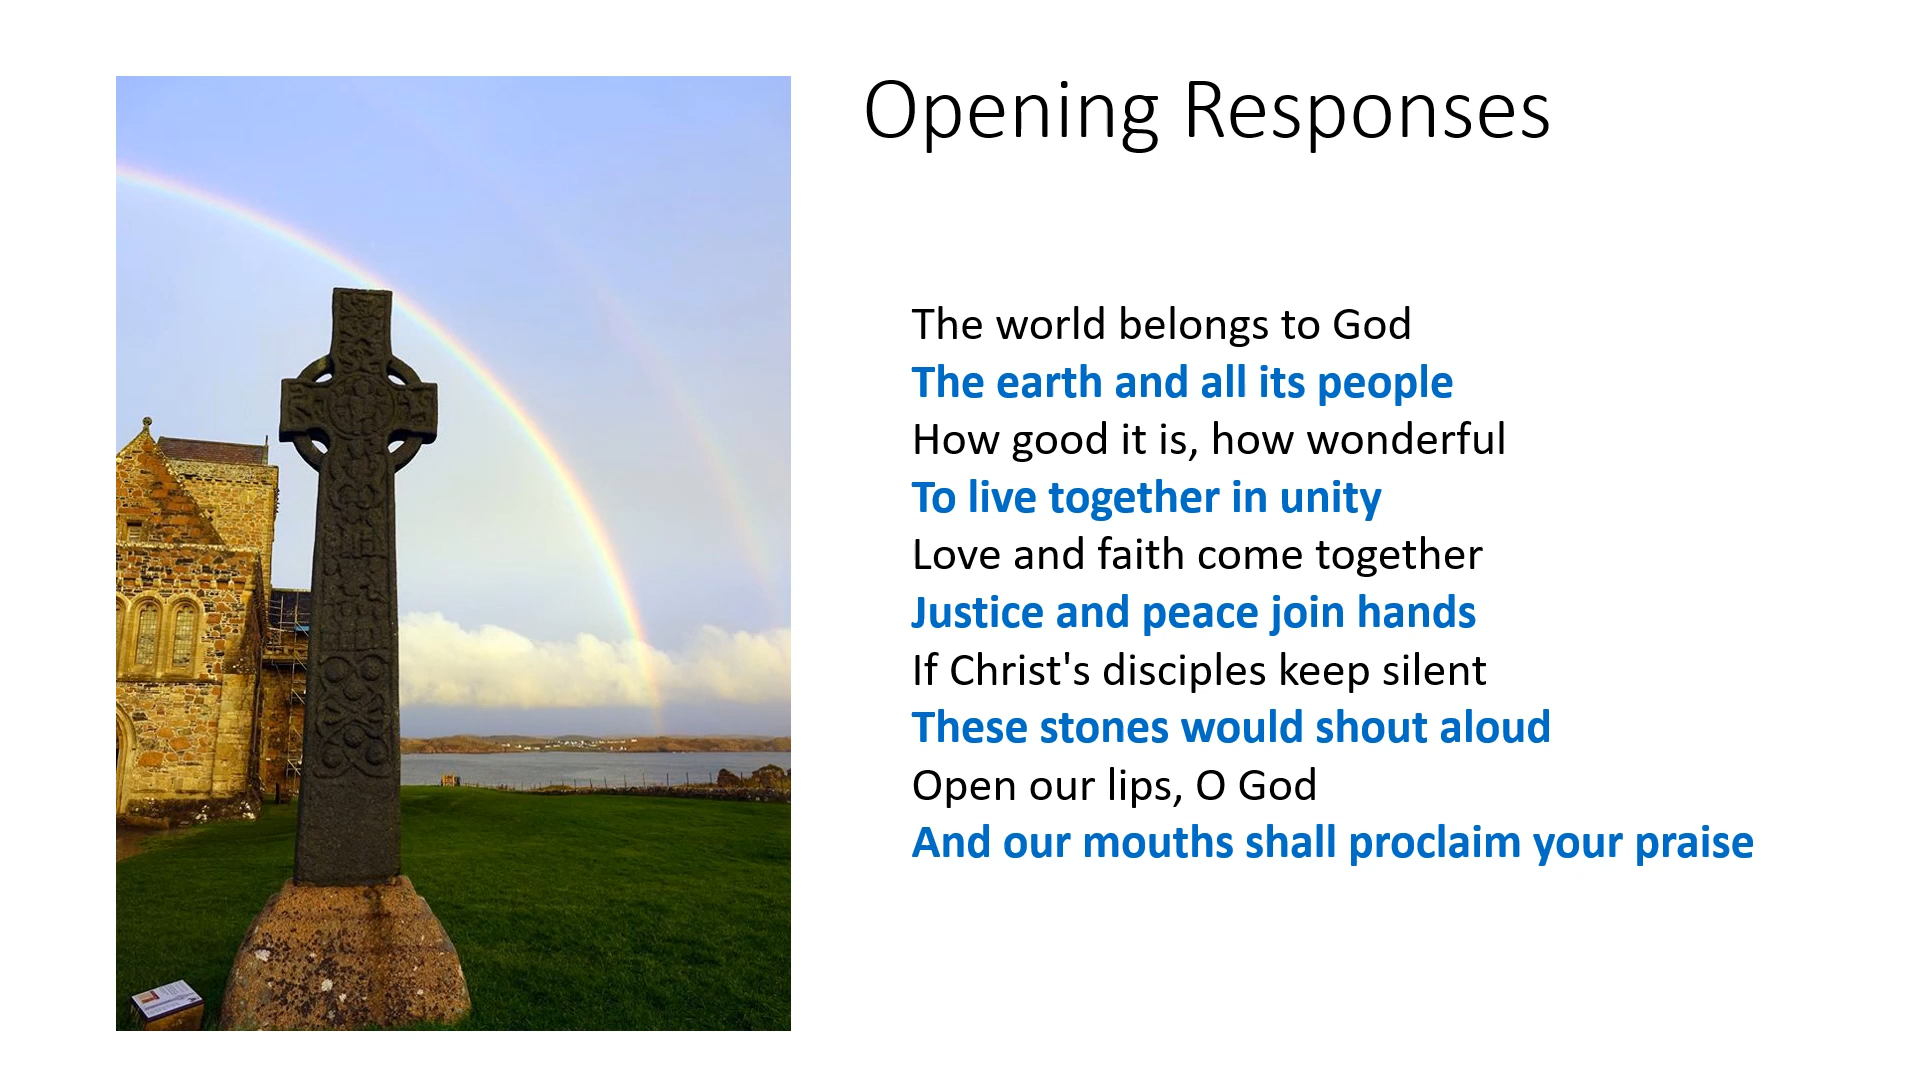 Opening Responses
The world belongs to God
The earth and all its people
How good it is, how wonderful
To live together in unity
Love and faith come together
Justice and peace join hands
If Christ's disciples keep silent
These stones would shout aloud
Open our lips, O God
And our mouths shall proclaim your praise